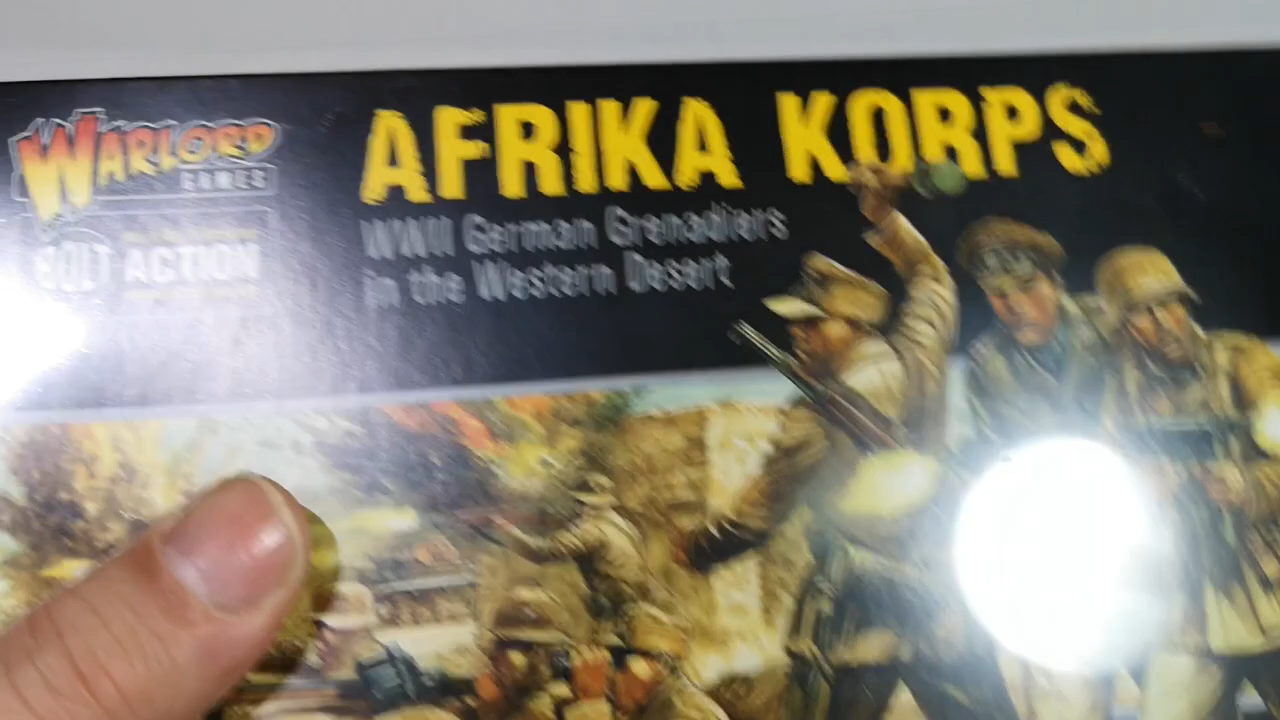 WARLORD
GAMES
BOLT ACTION
AFRIKA KORPS
WWII German Grenadiers
in the Western Desert